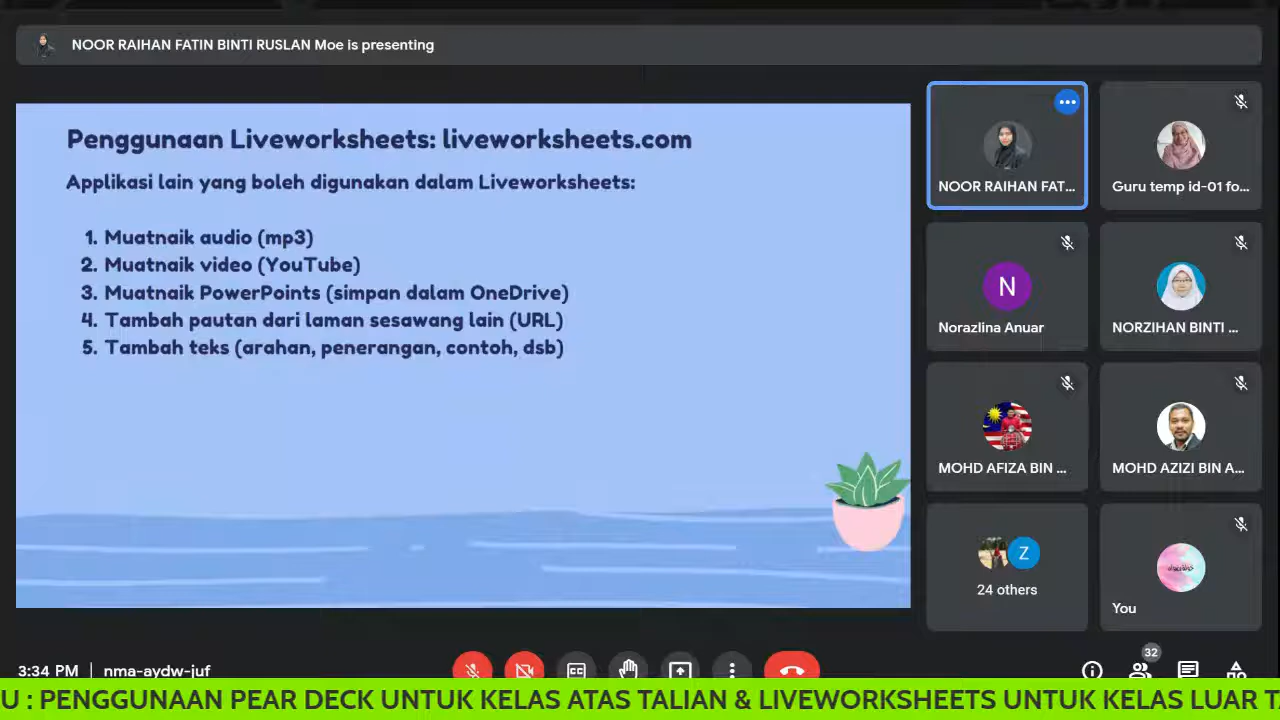 NOOR RAIHAN FATIN BINTI RUSLAN Moe is presenting
Penggunaan Liveworksheets: liveworksheets.com
Applikasi lain yang boleh digunakan dalam Liveworksheets:
1. Muatnaik audio (mp3)
2. Muatnaik video (YouTube)
3. Muatnaik PowerPoints (simpan dalam OneDrive)
4. Tambah pautan dari laman sesawang lain (URL)
5. Tambah teks (arahan, penerangan, contoh, dsb)
NOOR RAIHAN FAT...
Guru temp id-01 fo...
N
Norazlina Anuar
NORZIHAN BINTI ...
MOHD AFIZA BIN ...
MOHD AZIZI BIN A...
Z
24 others
You
3:34 PM | nma-aydw-juf
CC
32
U : PENGGUNAAN PEAR DECK UNTUK KELAS ATAS TALIAN & LIVEWORKSHEETS UNTUK KELAS LUAR TA